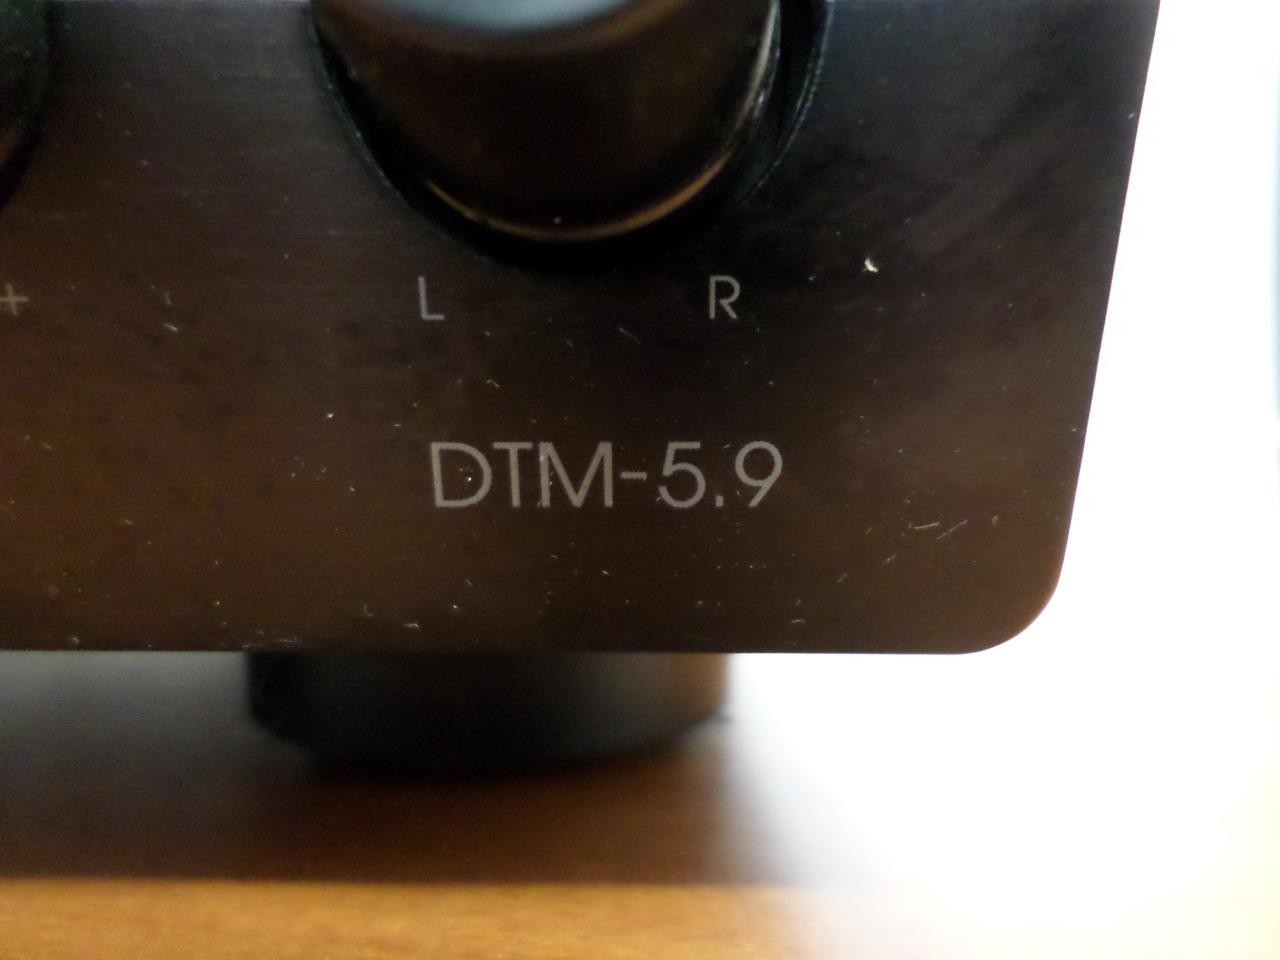 +
L R
DTM-5.9